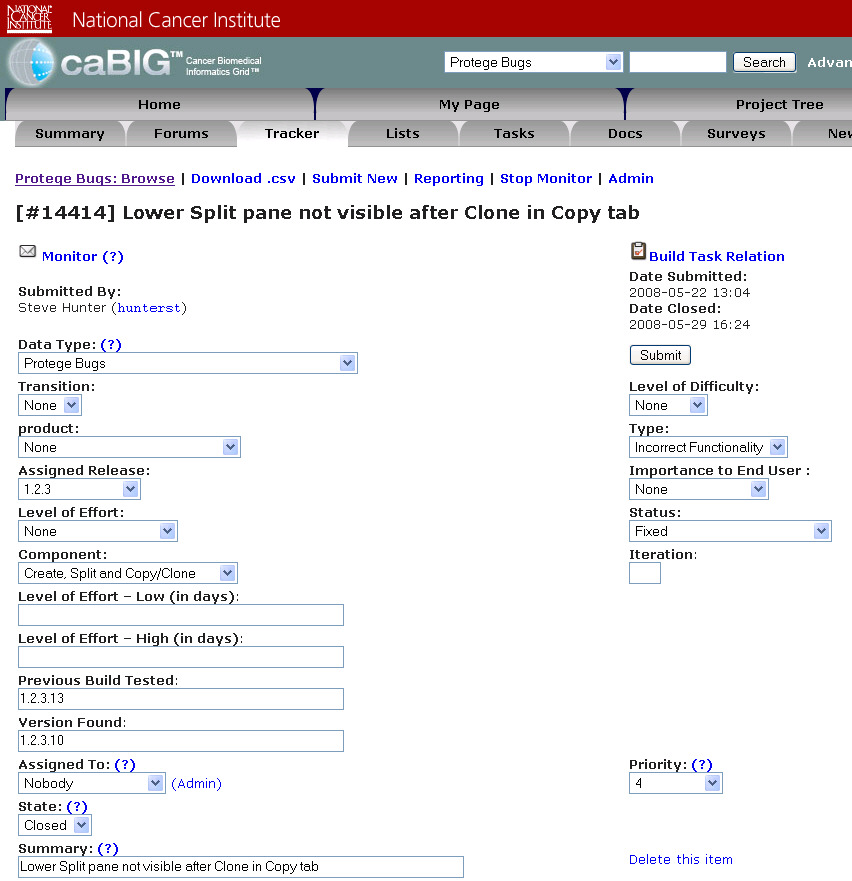 NATIONAL CANCER INSTITUTE
National Cancer Institute
caBIG™ Cancer Biomedical Informatics Grid™
Protege Bugs Search Advan
Home My Page Project Tree
Summary Forums Tracker Lists Tasks Docs Surveys Nev
Protege Bugs: Browse | Download .csv | Submit New | Reporting | Stop Monitor | Admin
[#14414] Lower Split pane not visible after Clone in Copy tab
Monitor (?) Build Task Relation
Date Submitted:
Submitted By: 2008-05-22 13:04
Steve Hunter (hunterst) Date Closed:
2008-05-29 16:24
Data Type: (?)
Protege Bugs Submit
Transition: Level of Difficulty:
None None
product: Type:
None Incorrect Functionality
Assigned Release: Importance to End User :
1.2.3 None
Level of Effort: Status:
None Fixed
Component: Iteration:
Create, Split and Copy/Clone
Level of Effort – Low (in days):
Level of Effort – High (in days):
Previous Build Tested:
1.2.3.13
Version Found:
1.2.3.10
Assigned To: (?) Priority: (?)
Nobody (Admin) 4
State: (?)
Closed
Summary: (?)
Lower Split pane not visible after Clone in Copy tab Delete this item